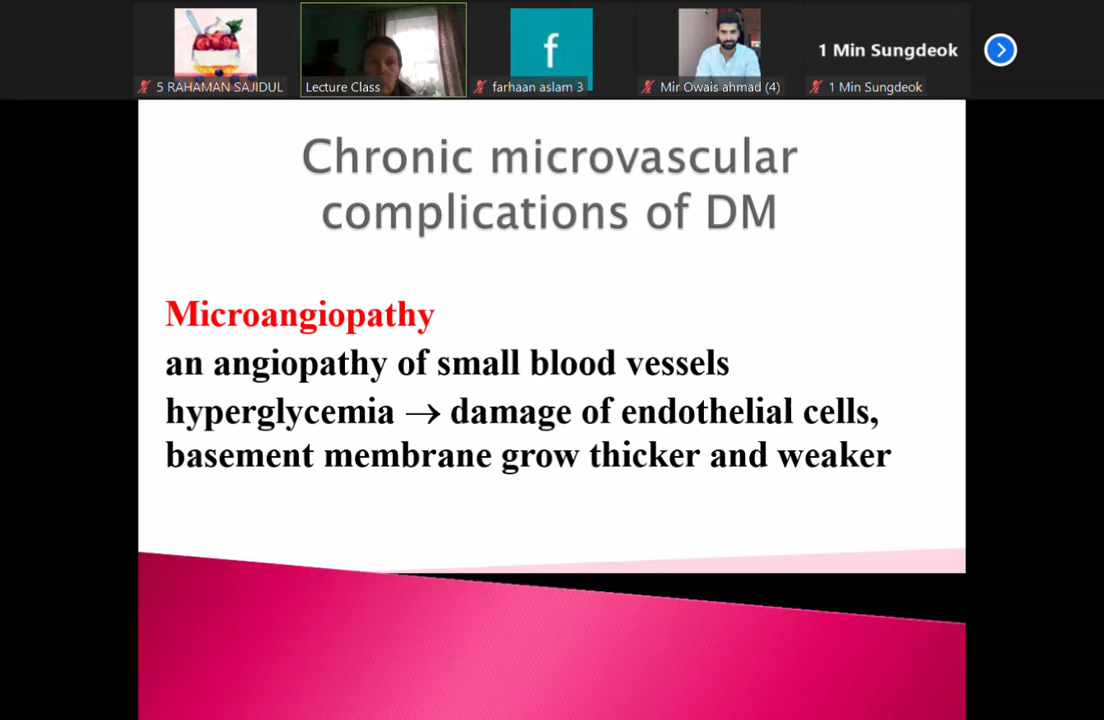 1 Min Sungdeok
5 RAHAMAN SAJIDUL
Lecture Class
f
farhaan aslam 3
Mir Owais ahmad (4)
1 Min Sungdeok
Chronic microvascular
complications of DM
Microangiopathy
an angiopathy of small blood vessels
hyperglycemia → damage of endothelial cells,
basement membrane grow thicker and weaker